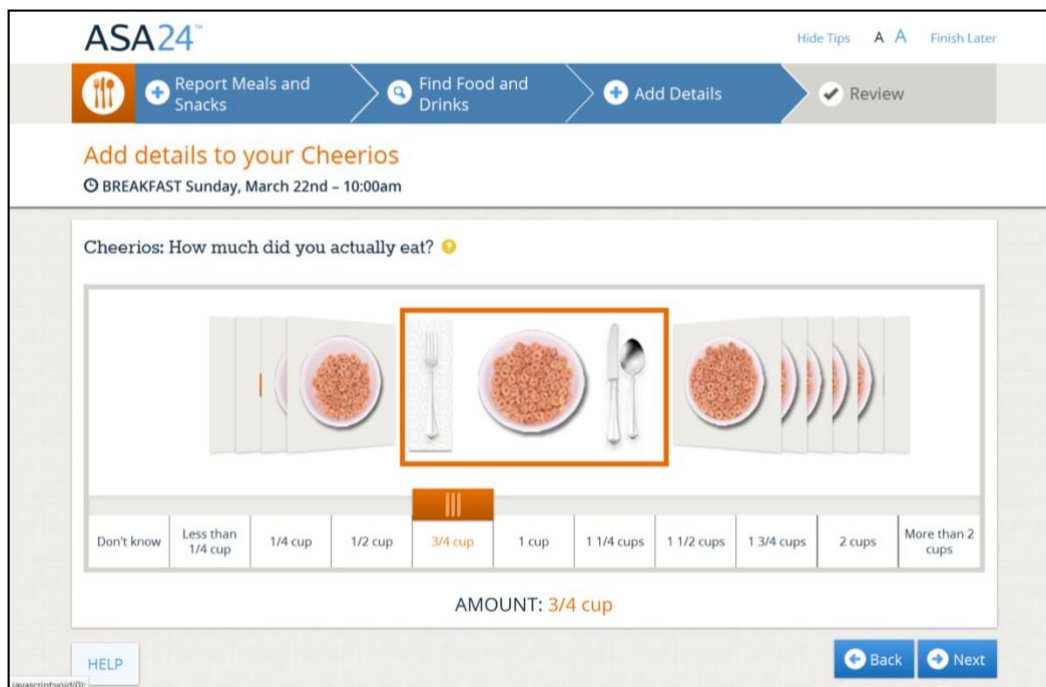 ASA24™
Hide Tips A A Finish Later
Report Meals and
Snacks
Find Food and
Drinks
Add Details
Review
Add details to your Cheerios
BREAKFAST Sunday, March 22nd – 10:00am
Cheerios: How much did you actually eat? ?
Don't know
Less than
1/4 cup
1/4 cup
1/2 cup
3/4 cup
1 cup
1 1/4 cups
1 1/2 cups
1 3/4 cups
2 cups
More than 2
cups
AMOUNT: 3/4 cup
HELP
Back
Next
javascript:void(0);